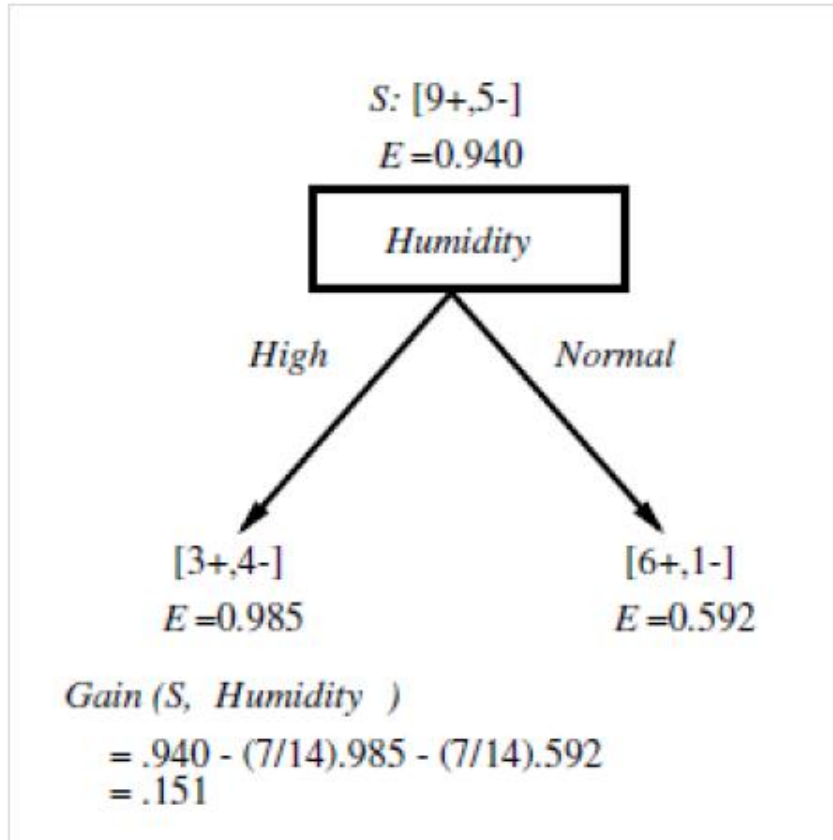 S: [9+,5-]
E =0.940
Humidity
High
Normal
[3+,4-]
[6+,1-]
E =0.985
E =0.592
Gain (S, Humidity )
= .940 - (7/14).985 - (7/14).592
= .151